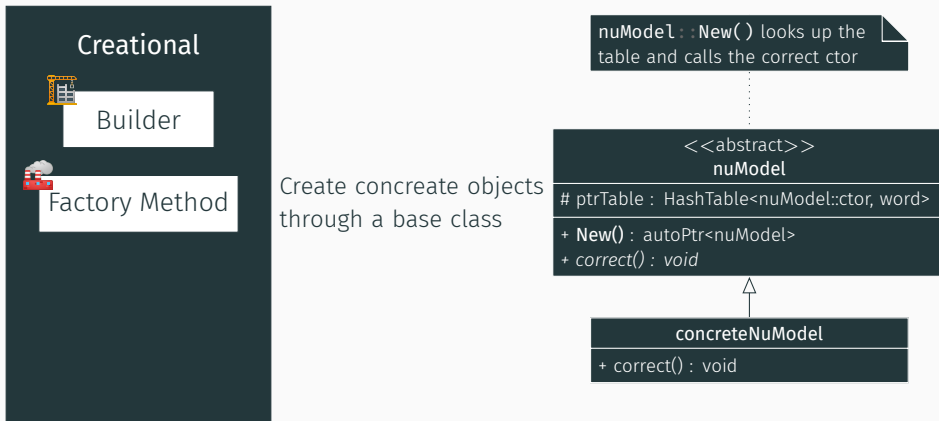 Creational
Builder
Factory Method
Create concreate objects
through a base class
nuModel::New() looks up the
table and calls the correct ctor
<<abstract>>
nuModel
# ptrTable : HashTable<nuModel::ctor, word>
+ New() : autoPtr<nuModel>
+ correct() : void
concreteNuModel
+ correct() : void